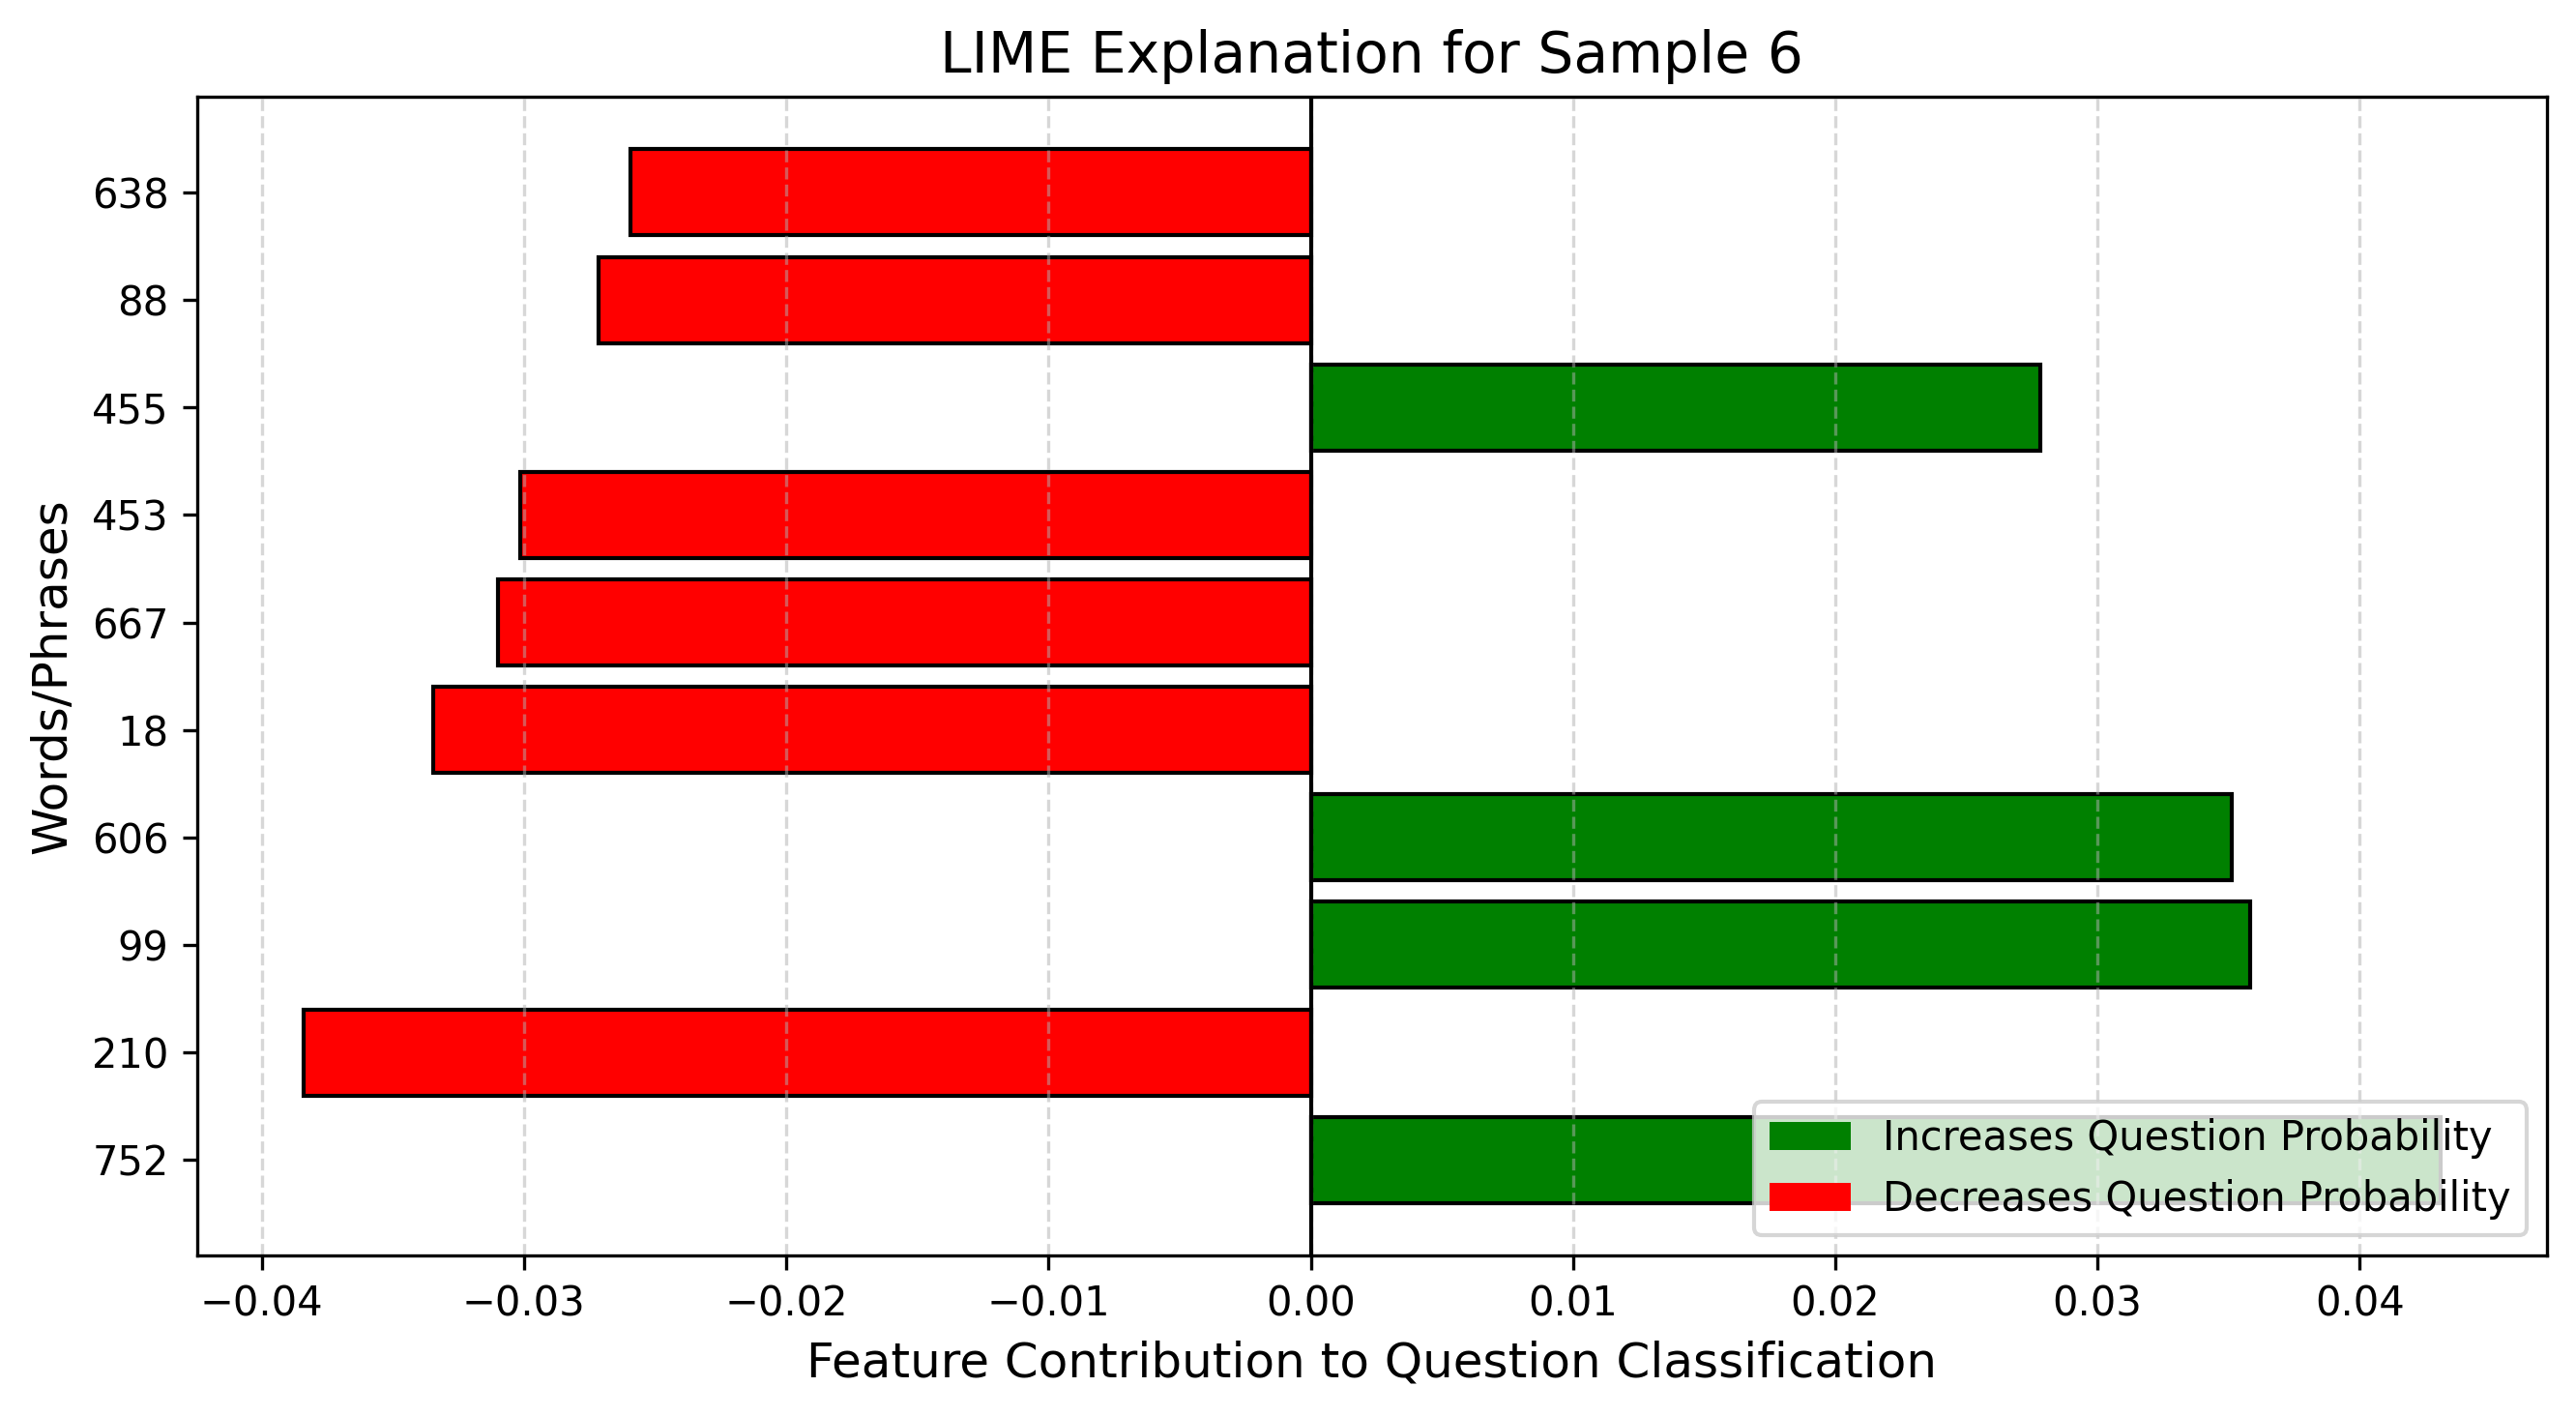 LIME Explanation for Sample 6
Words/Phrases
638
88
455
453
667
18
606
99
210
752
Increases Question Probability
Decreases Question Probability
−0.04 −0.03 −0.02 −0.01 0.00 0.01 0.02 0.03 0.04
Feature Contribution to Question Classification